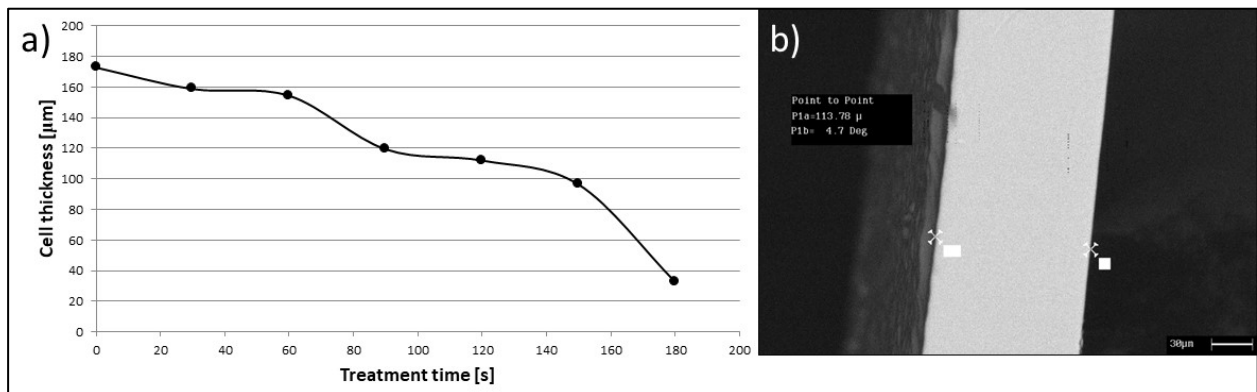 a)
200
180
160
140
120
100
80
60
40
20
0
0 20 40 60 80 100 120 140 160 180 200
Cell thickness [µm]
Treatment time [s]
b)
Point to Point
P1a=113.78 µ
P1b= 4.7 Deg
30µm